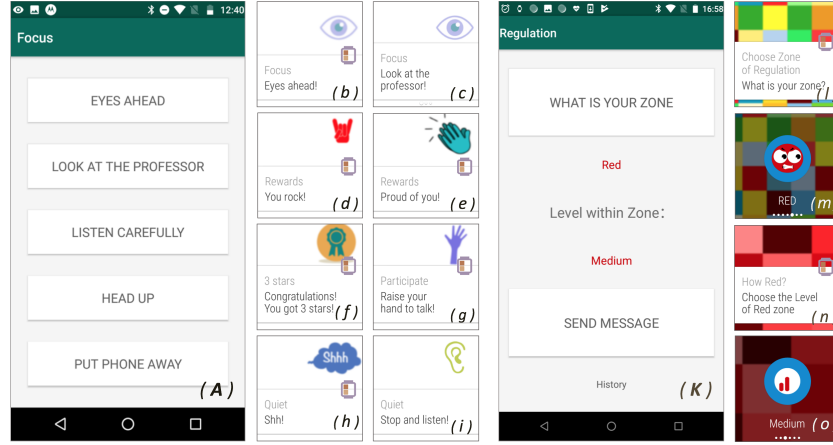 12:40
Focus
EYES AHEAD
LOOK AT THE PROFESSOR
LISTEN CAREFULLY
HEAD UP
PUT PHONE AWAY
(A)
Focus
Eyes ahead!
(b)
Focus
Look at the
professor!
(c)
Rewards
You rock!
(d)
Rewards
Proud of you!
(e)
3 stars
Congratulations!
You got 3 stars!
(f)
Participate
Raise your
hand to talk!
(g)
Shhh
Quiet
Shh!
(h)
Quiet
Stop and listen!
(i)
16:58
Regulation
WHAT IS YOUR ZONE
Red
Level within Zone:
Medium
SEND MESSAGE
History
(K)
Choose Zone
of Regulation
What is your zone?
(l
RED
(m
How Red?
Choose the Level
of Red zone
(n
Medium
(o